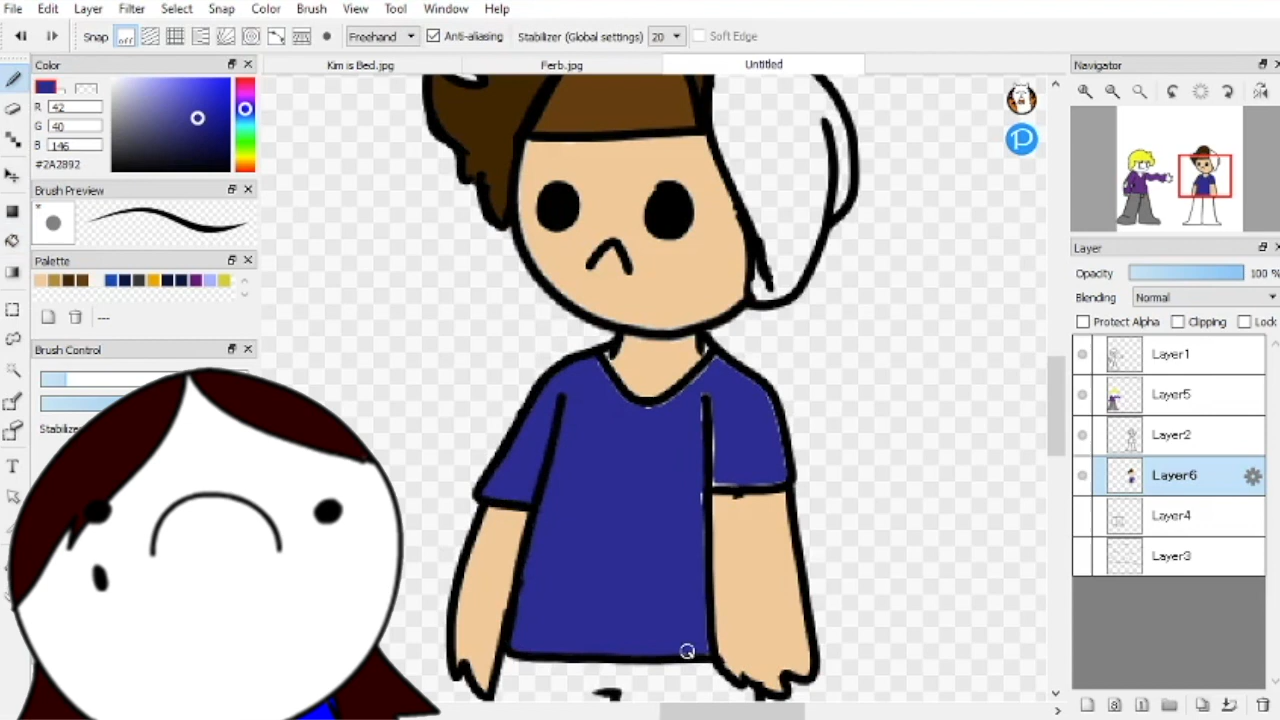 File Edit Layer Filter Select Snap Color Brush View Tool Window Help
Snap off Freehand Anti-aliasing Stabilizer (Global settings) 20 Soft Edge
Color Kim is Bed.jpg Ferb.jpg Untitled Navigator
R 42
G 40
B 146
#2A2892
Brush Preview
Palette
---
Brush Control
Stabiliz
T
P
Layer
Opacity 100 %
Blending Normal
Protect Alpha Clipping Lock
Layer1
Layer5
Layer2
Layer6
Layer4
Layer3